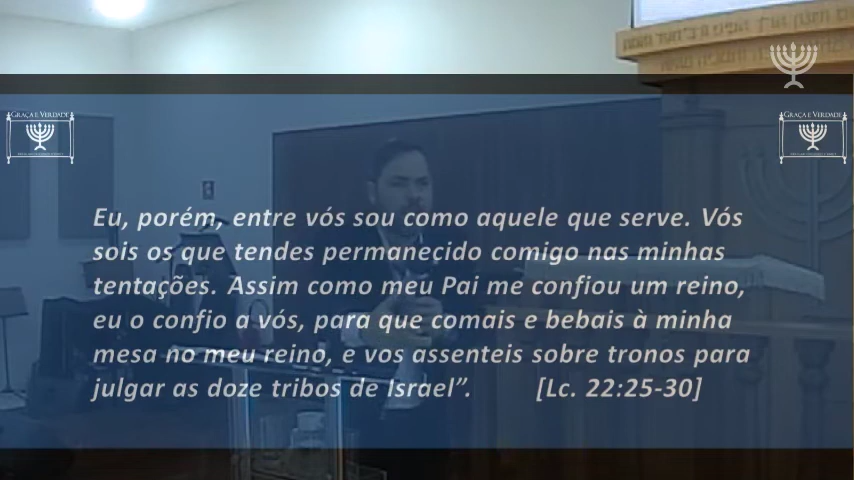 GRAÇA E VERDADE
GRAÇA E VERDADE
Eu, porém, entre vós sou como aquele que serve. Vós
sois os que tendes permanecido comigo nas minhas
tentações. Assim como meu Pai me confiou um reino,
eu o confio a vós, para que comais e bebais à minha
mesa no meu reino, e vos assenteis sobre tronos para
julgar as doze tribos de Israel”. [Lc. 22:25-30]